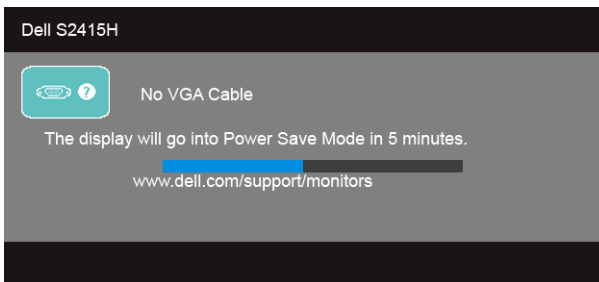 Dell S2415H
No VGA Cable
The display will go into Power Save Mode in 5 minutes.
www.dell.com/support/monitors